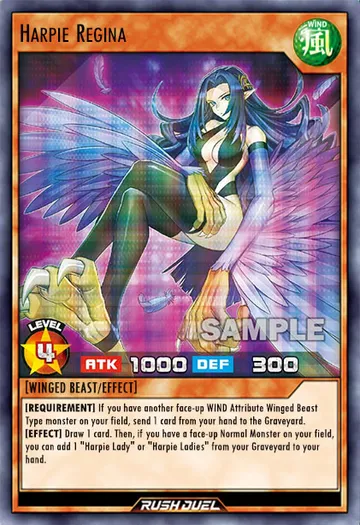 Harpie Regina
WIND
風
SAMPLE
LEVEL
4
ATK 1000 DEF 300
[WINGED BEAST/EFFECT]
[REQUIREMENT] If you have another face-up WIND Attribute Winged Beast
Type monster on your field, send 1 card from your hand to the Graveyard.
[EFFECT] Draw 1 card. Then, if you have a face-up Normal Monster on your field,
you can add 1 "Harpie Lady" or "Harpie Ladies" from your Graveyard to your
hand.
RUSH DUEL